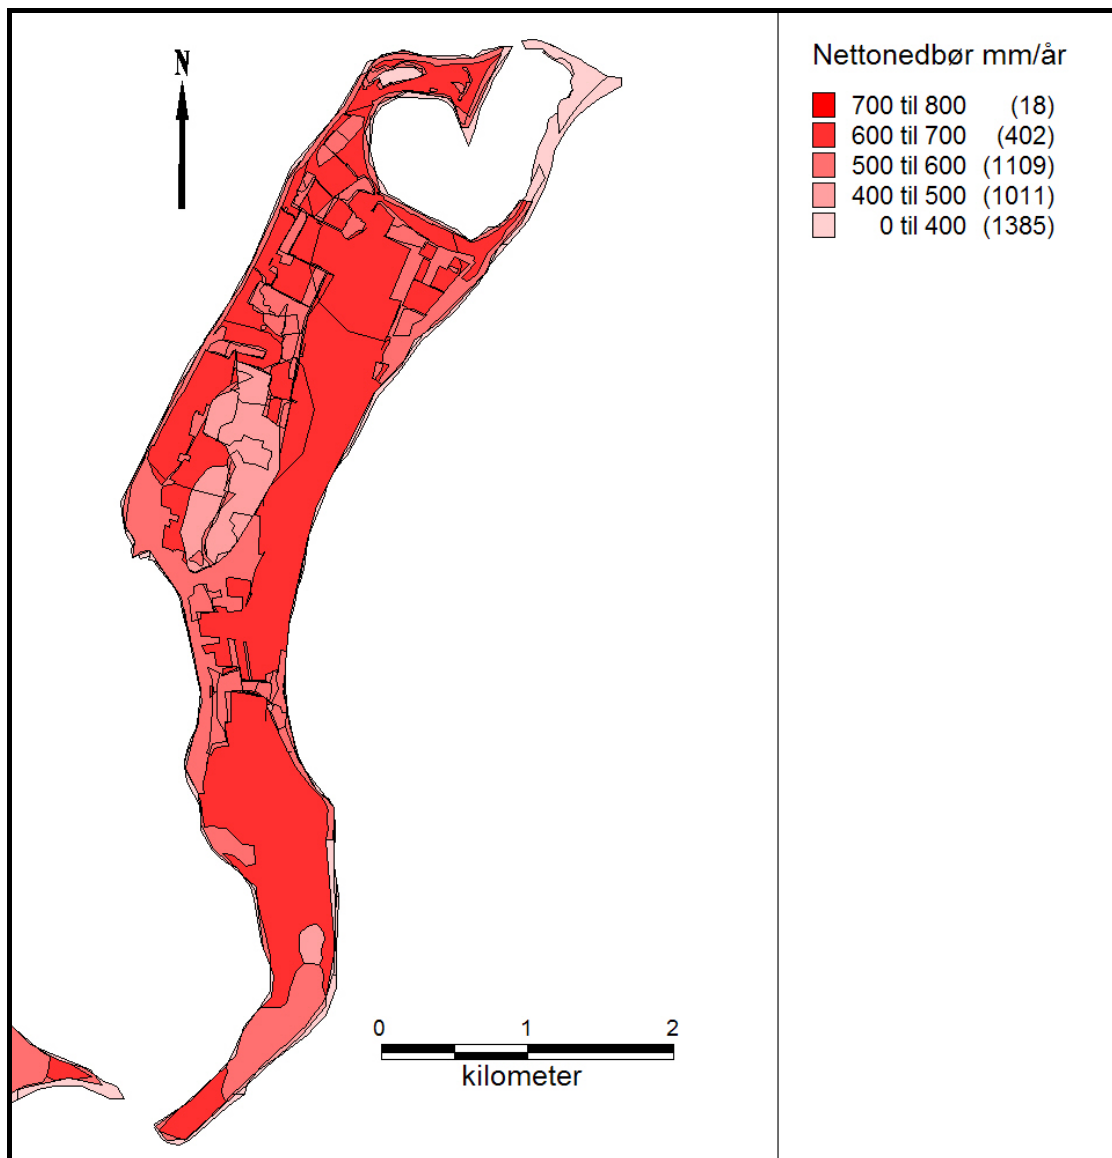 Nettonedbør mm/år
N
700 til 800 (18)
600 til 700 (402)
500 til 600 (1109)
400 til 500 (1011)
0 til 400 (1385)
0 1 2
kilometer